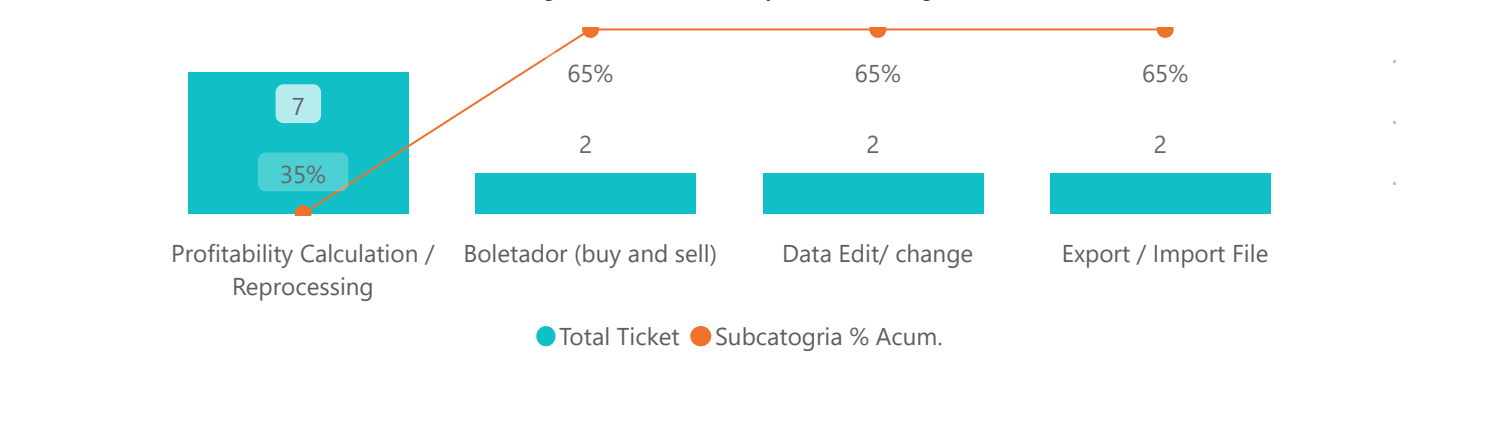 65%
65%
65%
7
2
2
2
35%
Profitability Calculation /
Reprocessing
Boletador (buy and sell)
Data Edit/ change
Export / Import File
Total Ticket
Subcatogria % Acum.